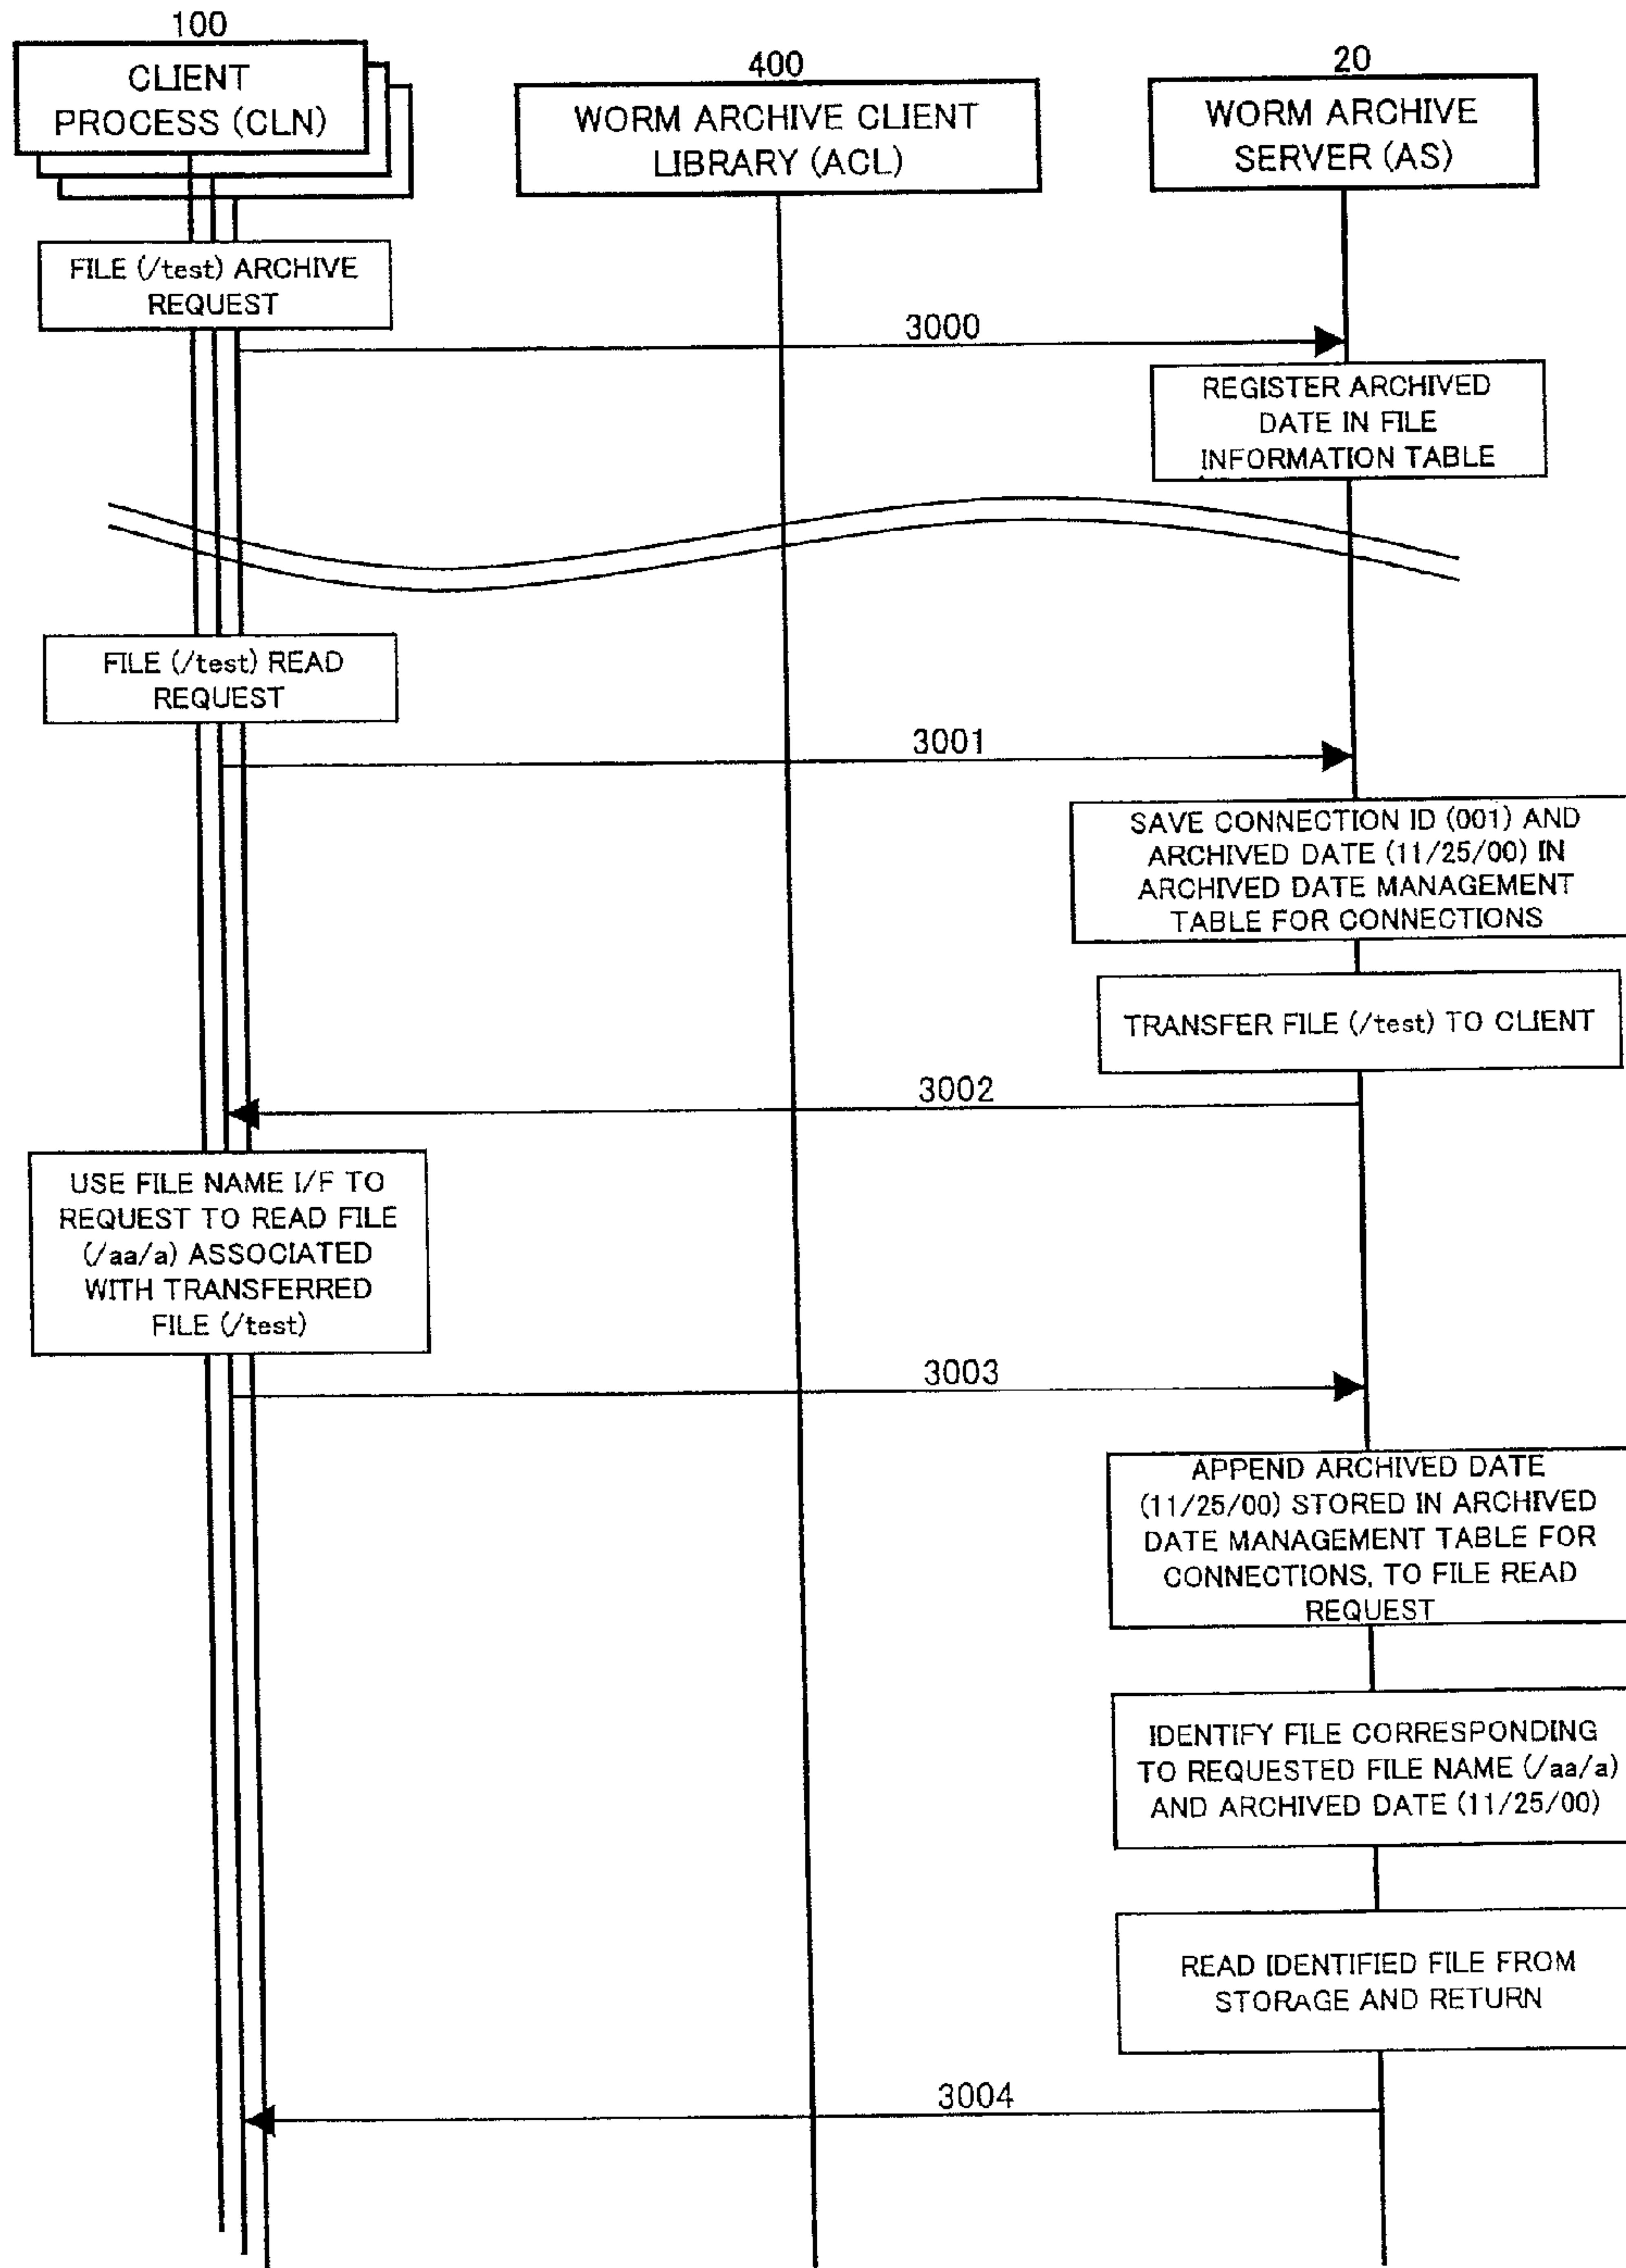 100
CLIENT
PROCESS (CLN)
400
WORM ARCHIVE CLIENT
LIBRARY (ACL)
20
WORM ARCHIVE
SERVER (AS)
FILE (/test) ARCHIVE
REQUEST
3000
REGISTER ARCHIVED
DATE IN FILE
INFORMATION TABLE
FILE (/test) READ
REQUEST
3001
SAVE CONNECTION ID (001) AND
ARCHIVED DATE (11/25/00) IN
ARCHIVED DATE MANAGEMENT
TABLE FOR CONNECTIONS
TRANSFER FILE (/test) TO CLIENT
3002
USE FILE NAME I/F TO
REQUEST TO READ FILE
(/aa/a) ASSOCIATED
WITH TRANSFERRED
FILE (/test)
3003
APPEND ARCHIVED DATE
(11/25/00) STORED IN ARCHIVED
DATE MANAGEMENT TABLE FOR
CONNECTIONS, TO FILE READ
REQUEST
IDENTIFY FILE CORRESPONDING
TO REQUESTED FILE NAME (/aa/a)
AND ARCHIVED DATE (11/25/00)
READ IDENTIFIED FILE FROM
STORAGE AND RETURN
3004